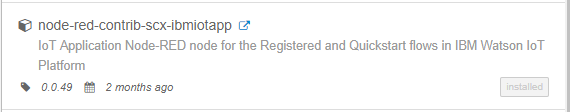 node-red-contrib-scx-ibmiotapp
IoT Application Node-RED node for the Registered and Quickstart flows in IBM Watson IoT
Platform
0.0.49 2 months ago installed